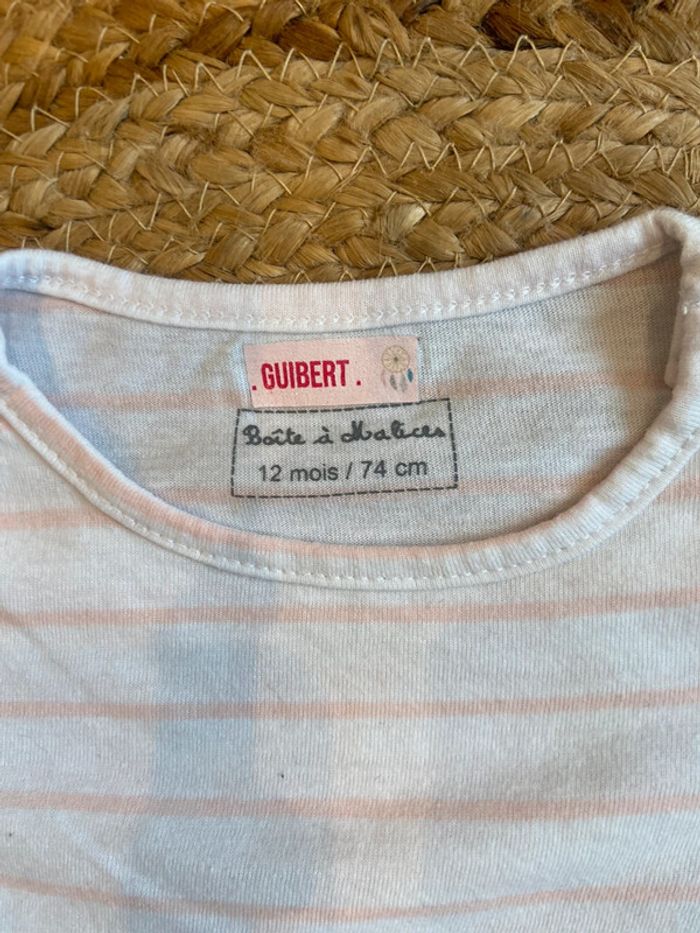 . GUIBERT .
Boîte à Malices
12 mois / 74 cm